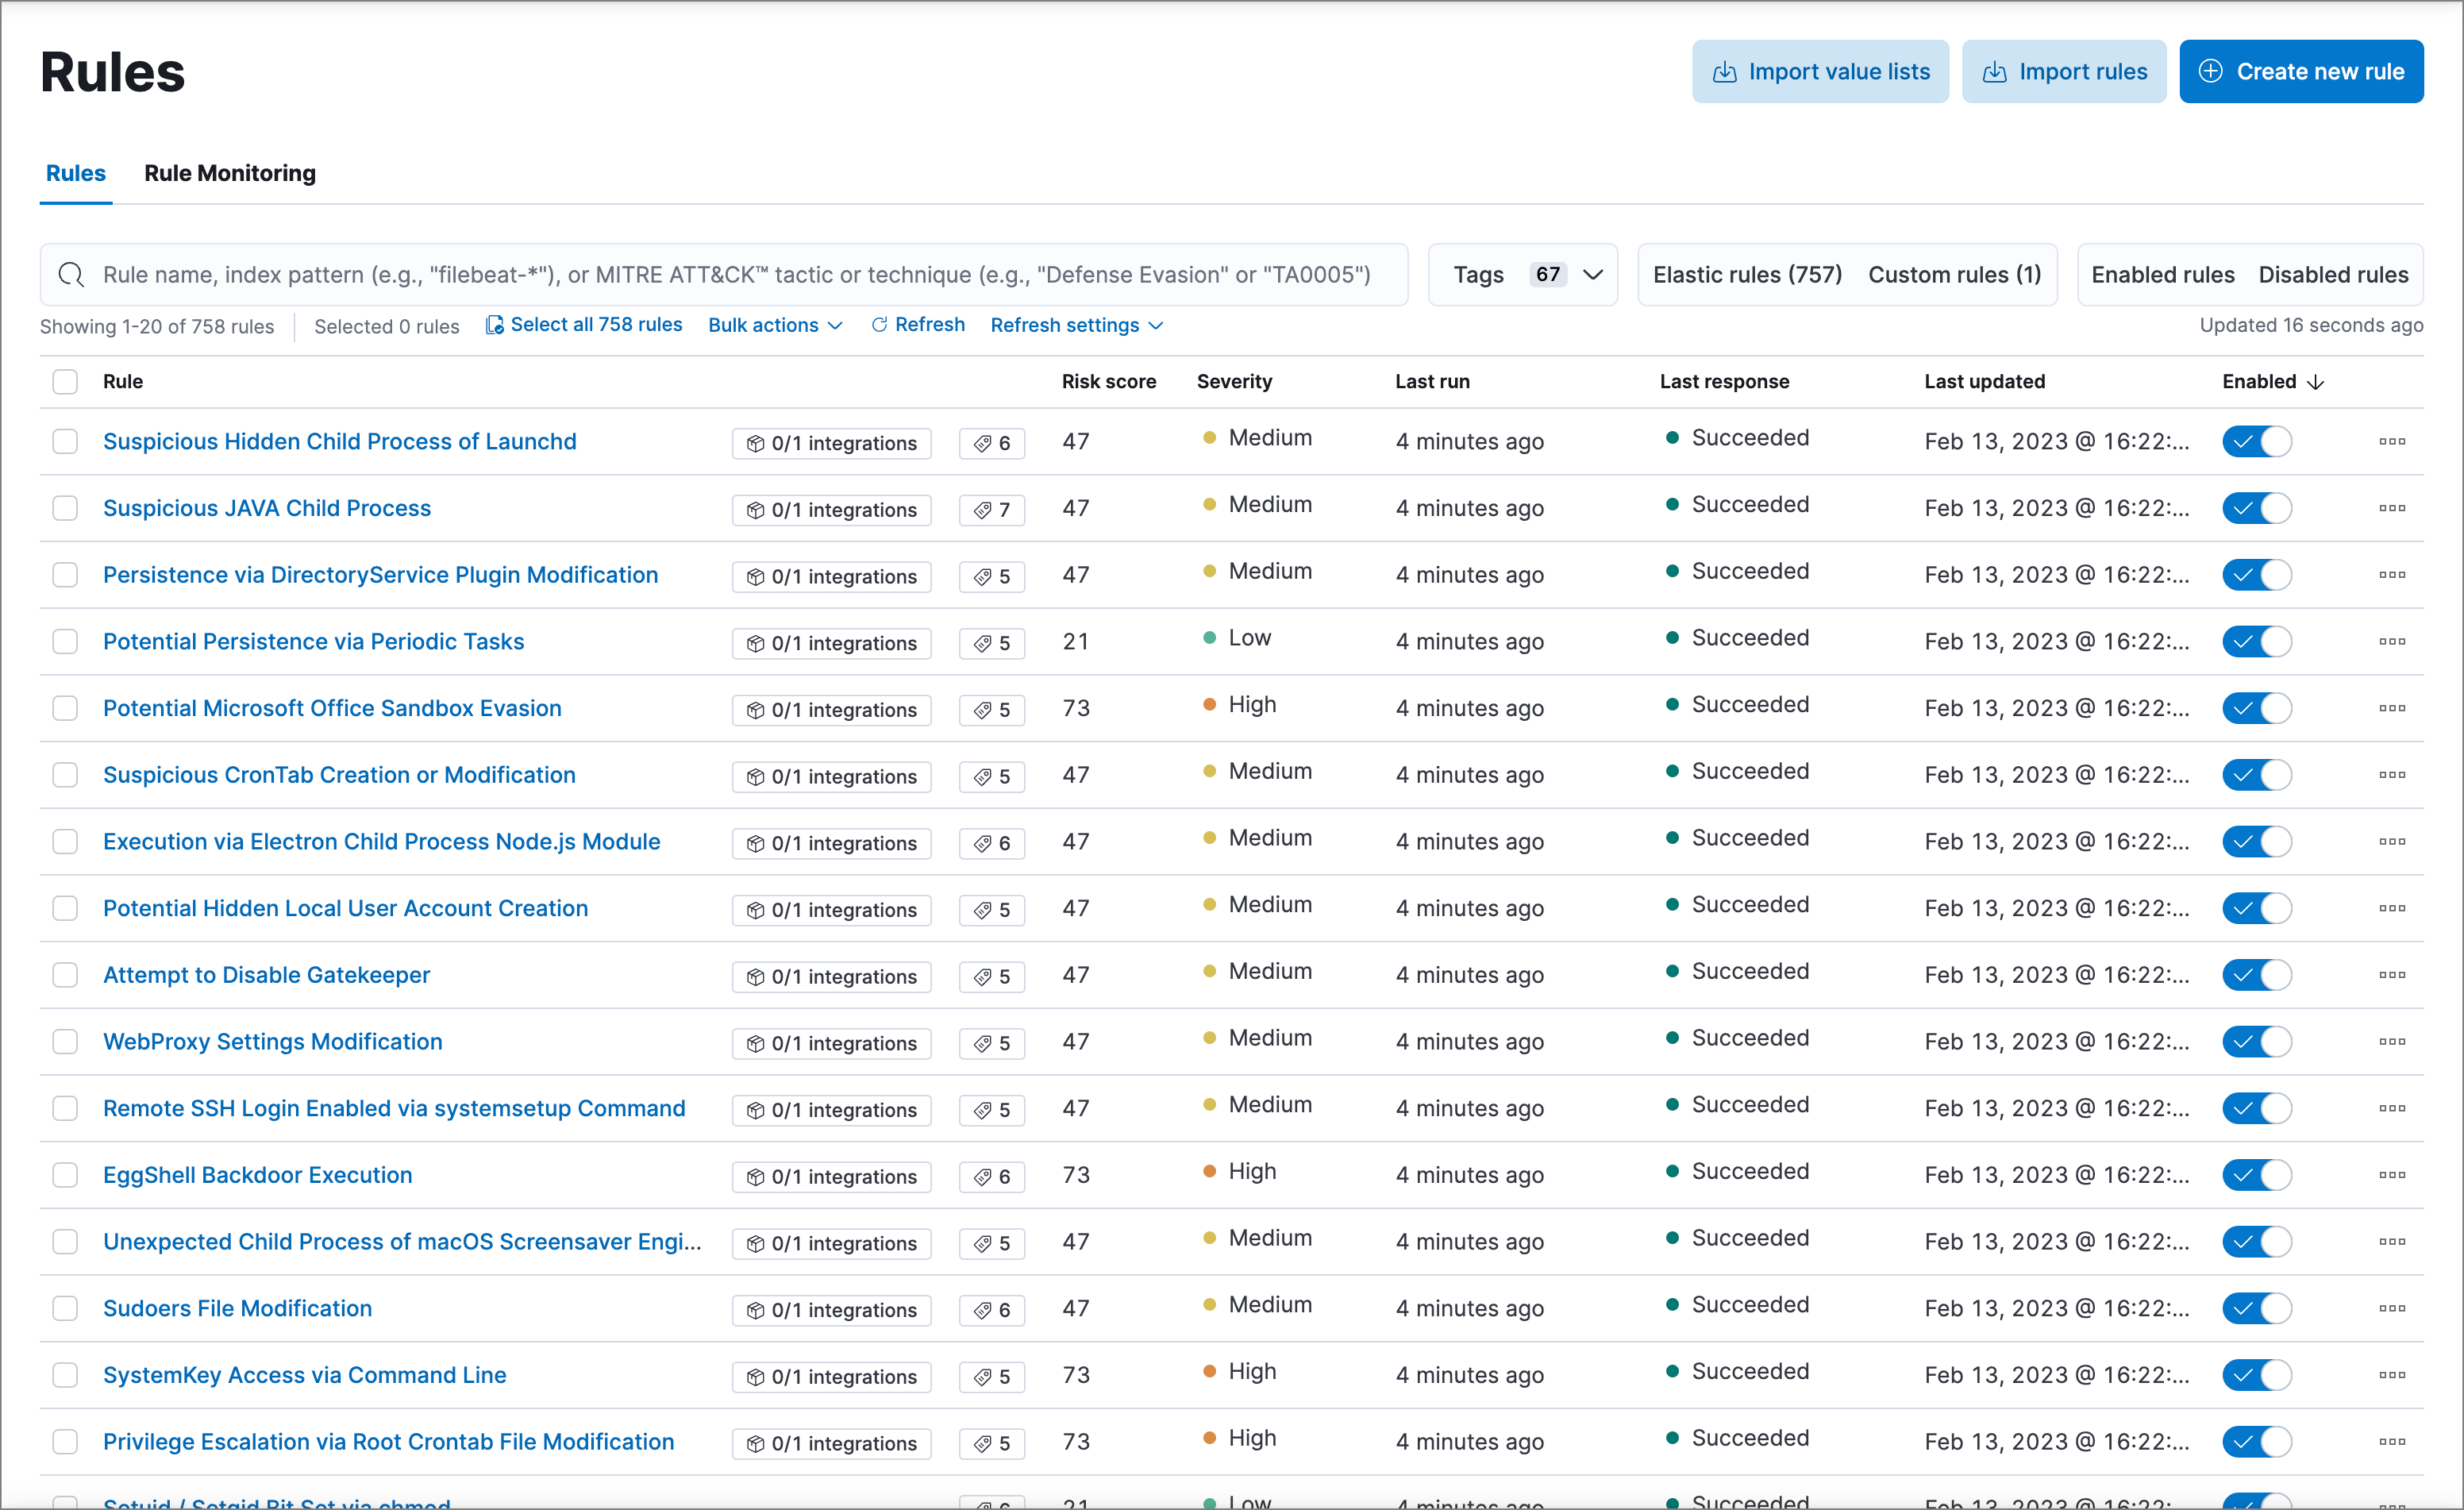 Rules
Import value lists
Import rules
Create new rule
Rules Rule Monitoring
Rule name, index pattern (e.g., "filebeat-*"), or MITRE ATT&CK™ tactic or technique (e.g., "Defense Evasion" or "TA0005")
Tags 67
Elastic rules (757) Custom rules (1)
Enabled rules Disabled rules
Showing 1-20 of 758 rules Selected 0 rules Select all 758 rules Bulk actions Refresh Refresh settings Updated 16 seconds ago
Rule Risk score Severity Last run Last response Last updated Enabled
Suspicious Hidden Child Process of Launchd 0/1 integrations 6 47 Medium 4 minutes ago Succeeded Feb 13, 2023 @ 16:22:...
Suspicious JAVA Child Process 0/1 integrations 7 47 Medium 4 minutes ago Succeeded Feb 13, 2023 @ 16:22:...
Persistence via DirectoryService Plugin Modification 0/1 integrations 5 47 Medium 4 minutes ago Succeeded Feb 13, 2023 @ 16:22:...
Potential Persistence via Periodic Tasks 0/1 integrations 5 21 Low 4 minutes ago Succeeded Feb 13, 2023 @ 16:22:...
Potential Microsoft Office Sandbox Evasion 0/1 integrations 5 73 High 4 minutes ago Succeeded Feb 13, 2023 @ 16:22:...
Suspicious CronTab Creation or Modification 0/1 integrations 5 47 Medium 4 minutes ago Succeeded Feb 13, 2023 @ 16:22:...
Execution via Electron Child Process Node.js Module 0/1 integrations 6 47 Medium 4 minutes ago Succeeded Feb 13, 2023 @ 16:22:...
Potential Hidden Local User Account Creation 0/1 integrations 5 47 Medium 4 minutes ago Succeeded Feb 13, 2023 @ 16:22:...
Attempt to Disable Gatekeeper 0/1 integrations 5 47 Medium 4 minutes ago Succeeded Feb 13, 2023 @ 16:22:...
WebProxy Settings Modification 0/1 integrations 5 47 Medium 4 minutes ago Succeeded Feb 13, 2023 @ 16:22:...
Remote SSH Login Enabled via systemsetup Command 0/1 integrations 5 47 Medium 4 minutes ago Succeeded Feb 13, 2023 @ 16:22:...
EggShell Backdoor Execution 0/1 integrations 6 73 High 4 minutes ago Succeeded Feb 13, 2023 @ 16:22:...
Unexpected Child Process of macOS Screensaver Engi... 0/1 integrations 5 47 Medium 4 minutes ago Succeeded Feb 13, 2023 @ 16:22:...
Sudoers File Modification 0/1 integrations 6 47 Medium 4 minutes ago Succeeded Feb 13, 2023 @ 16:22:...
SystemKey Access via Command Line 0/1 integrations 5 73 High 4 minutes ago Succeeded Feb 13, 2023 @ 16:22:...
Privilege Escalation via Root Crontab File Modification 0/1 integrations 5 73 High 4 minutes ago Succeeded Feb 13, 2023 @ 16:22:...
Setuid / Setgid Bit Set via chmod 6 21 Low 4 minutes ago Succeeded Feb 13, 2023 @ 16:22:...